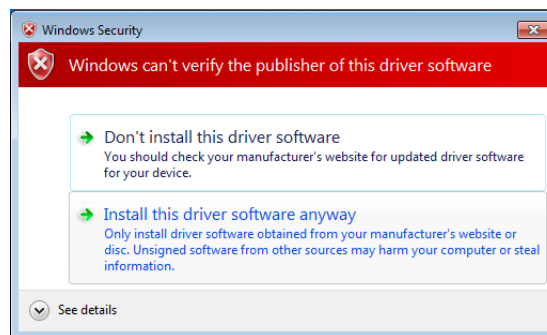 Windows Security
Windows can't verify the publisher of this driver software
Don't install this driver software
You should check your manufacturer's website for updated driver software
for your device.
Install this driver software anyway
Only install driver software obtained from your manufacturer's website or
disc. Unsigned software from other sources may harm your computer or steal
information.
See details